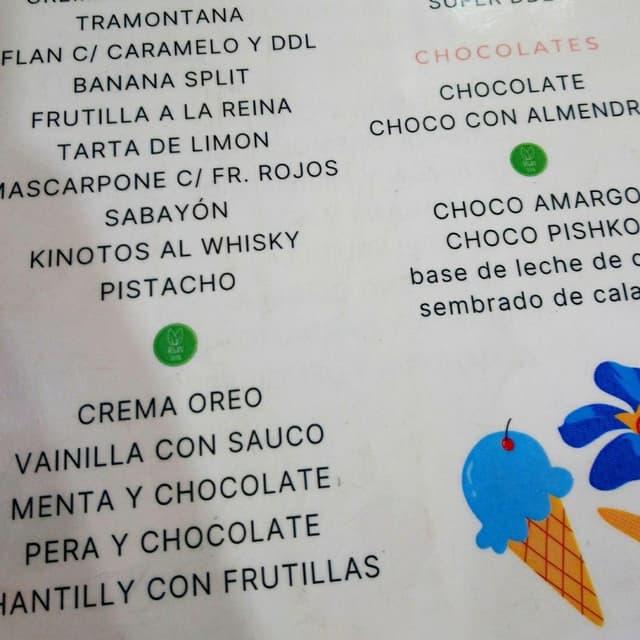 TRAMONTANA
FLAN C/ CARAMELO Y DDL
BANANA SPLIT
FRUTILLA A LA REINA
TARTA DE LIMON
MASCARPONE C/ FR. ROJOS
SABAYÓN
KINOTOS AL WHISKY
PISTACHO
CREMA OREO
VAINILLA CON SAUCO
MENTA Y CHOCOLATE
PERA Y CHOCOLATE
HANTILLY CON FRUTILLAS
SUPER DDL
CHOCOLATES
CHOCOLATE
CHOCO CON ALMENDR
CHOCO AMARGO
CHOCO PISHKO
base de leche de
sembrado de cala